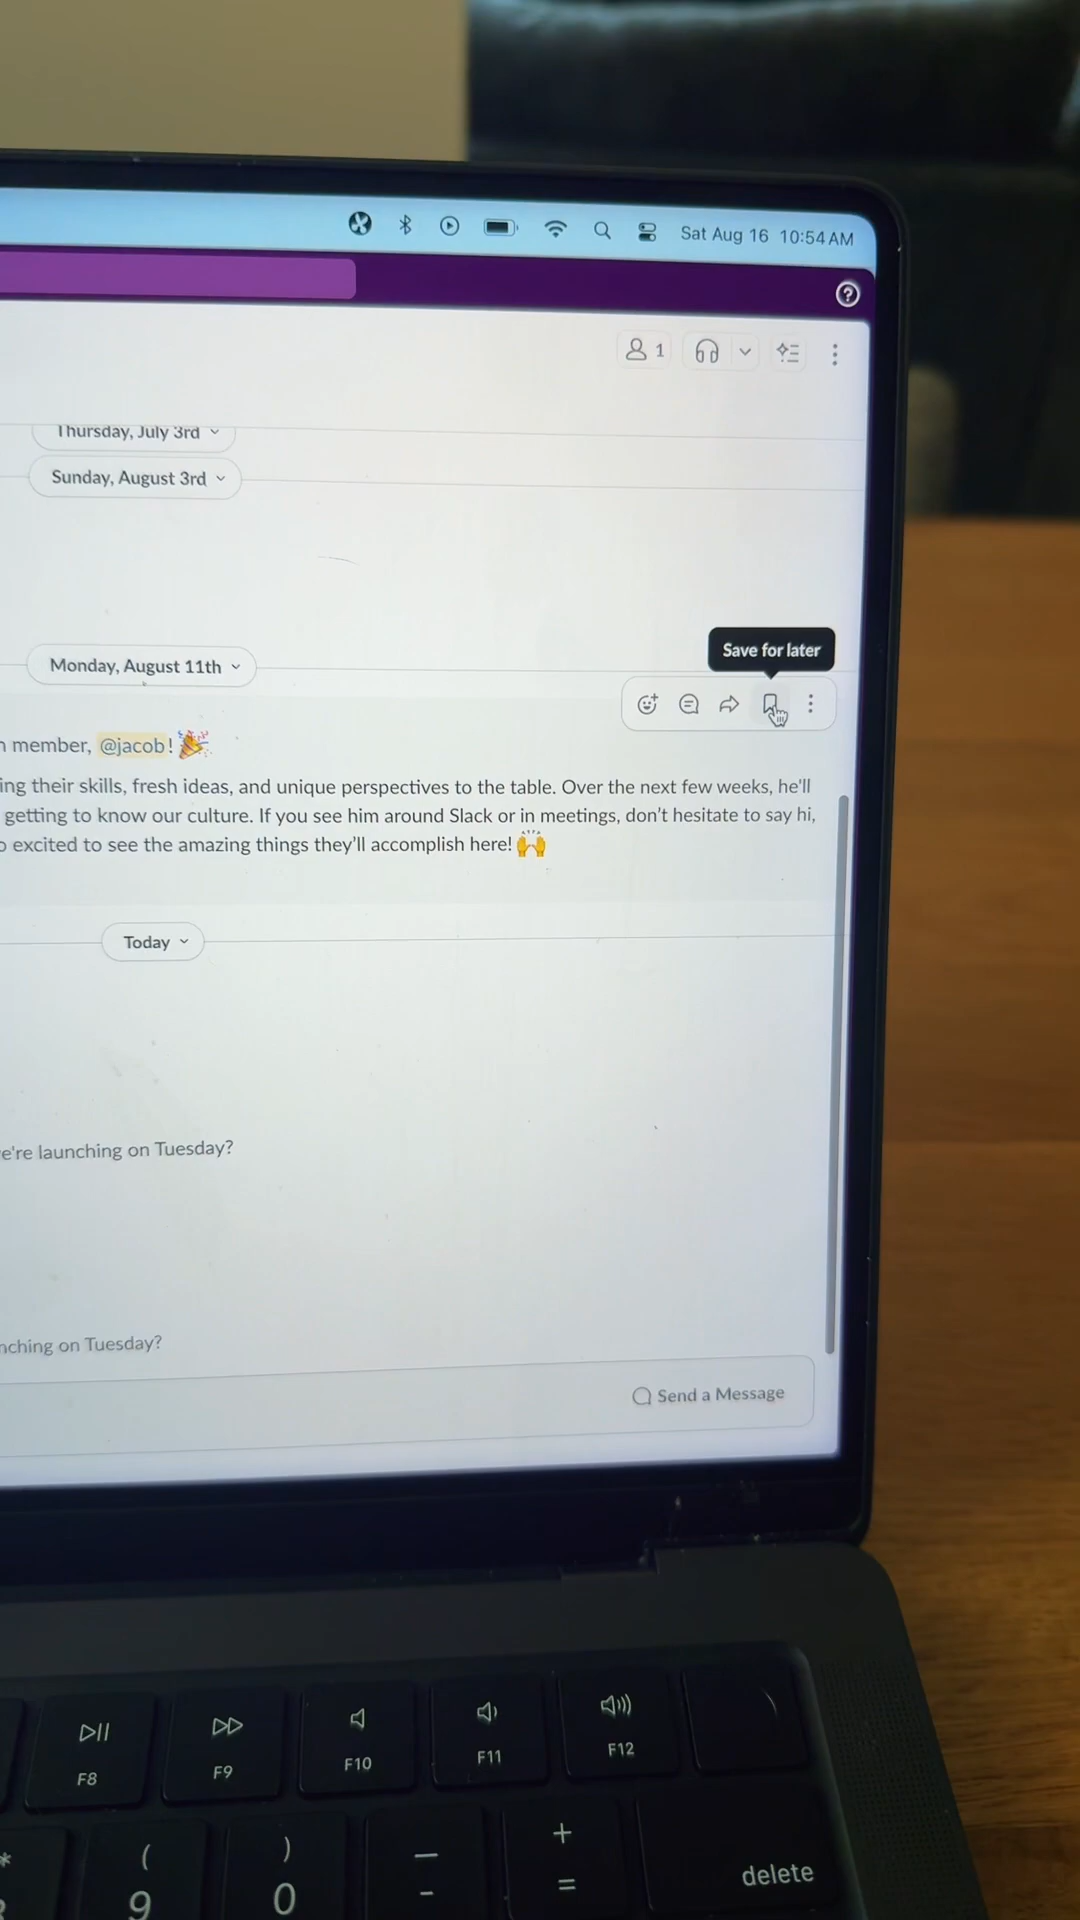 Sat Aug 16 10:54 AM
1
Thursday, July 3rd
Sunday, August 3rd
Save for later
Monday, August 11th
member, @jacob! 🎉
ing their skills, fresh ideas, and unique perspectives to the table. Over the next few weeks, he'll
getting to know our culture. If you see him around Slack or in meetings, don't hesitate to say hi,
excited to see the amazing things they'll accomplish here! 🙌
Today
e're launching on Tuesday?
nching on Tuesday?
Send a Message
F8
F9
F10
F11
F12
*
( 9
) 0
— -
+ =
delete